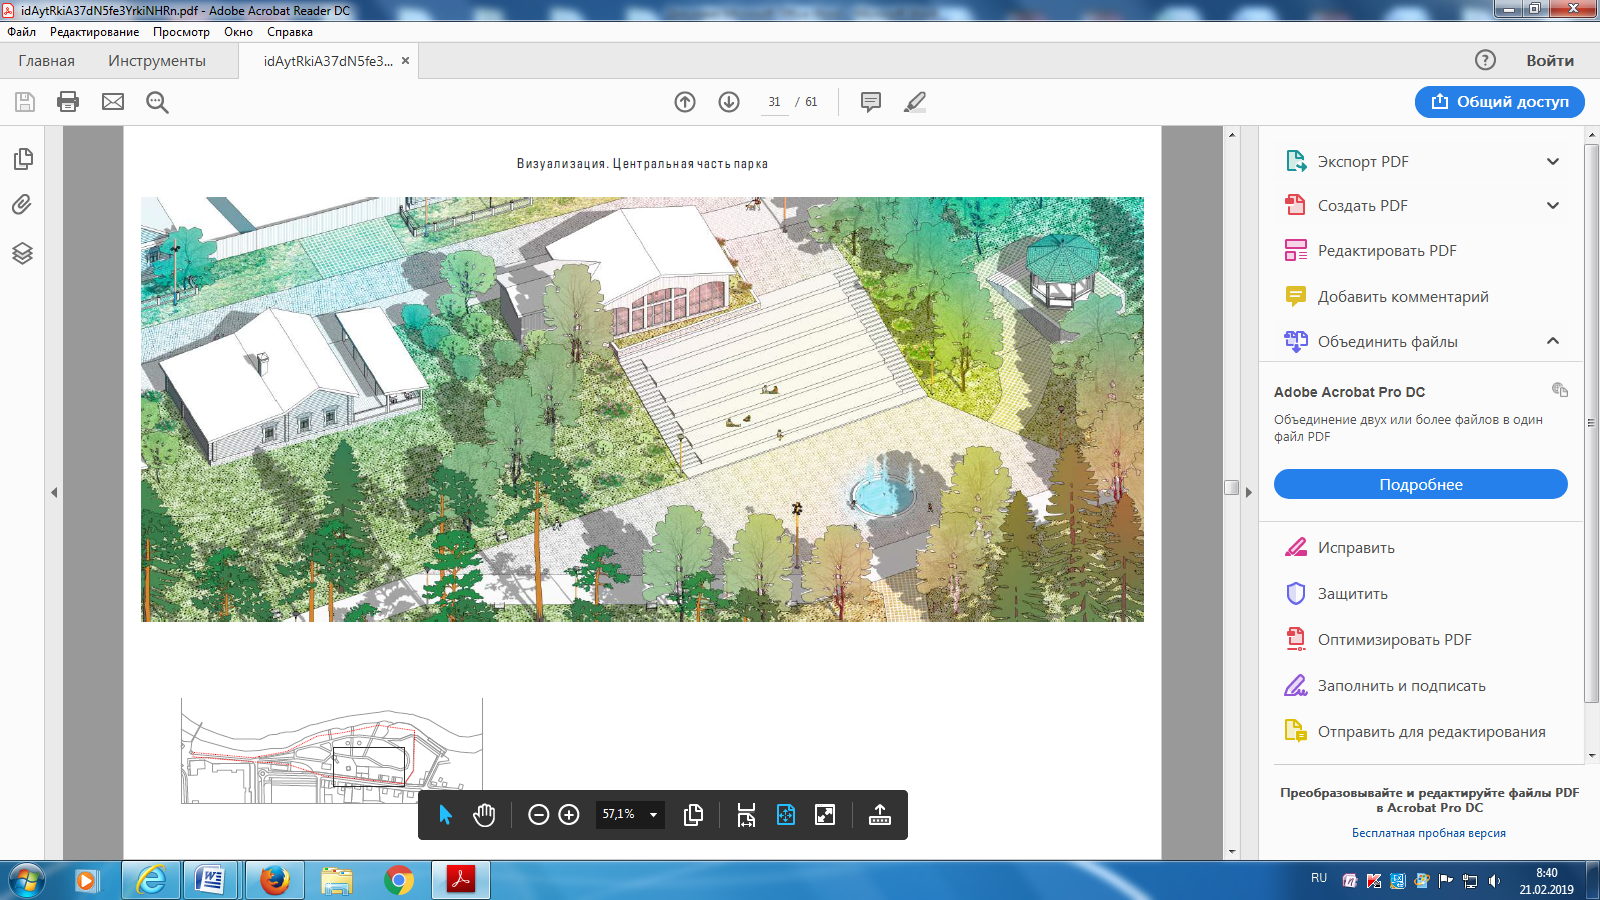 idAytRkiA37dN5fe3YrkiNHRn.pdf - Adobe Acrobat Reader DC
Файл Редактирование Просмотр Окно Справка
Главная Инструменты idAytRkiA37dN5fe3... × Войти
31 / 61
Общий доступ
Визуализация. Центральная часть парка
Экспорт PDF
Создать PDF
Редактировать PDF
Добавить комментарий
Объединить файлы
Adobe Acrobat Pro DC
Объединение двух или более файлов в один
файл PDF
Подробнее
Исправить
Защитить
Оптимизировать PDF
Заполнить и подписать
Отправить для редактирования
Преобразовывайте и редактируйте файлы PDF
в Acrobat Pro DC
Бесплатная пробная версия
57,1%
RU
8:40
21.02.2019